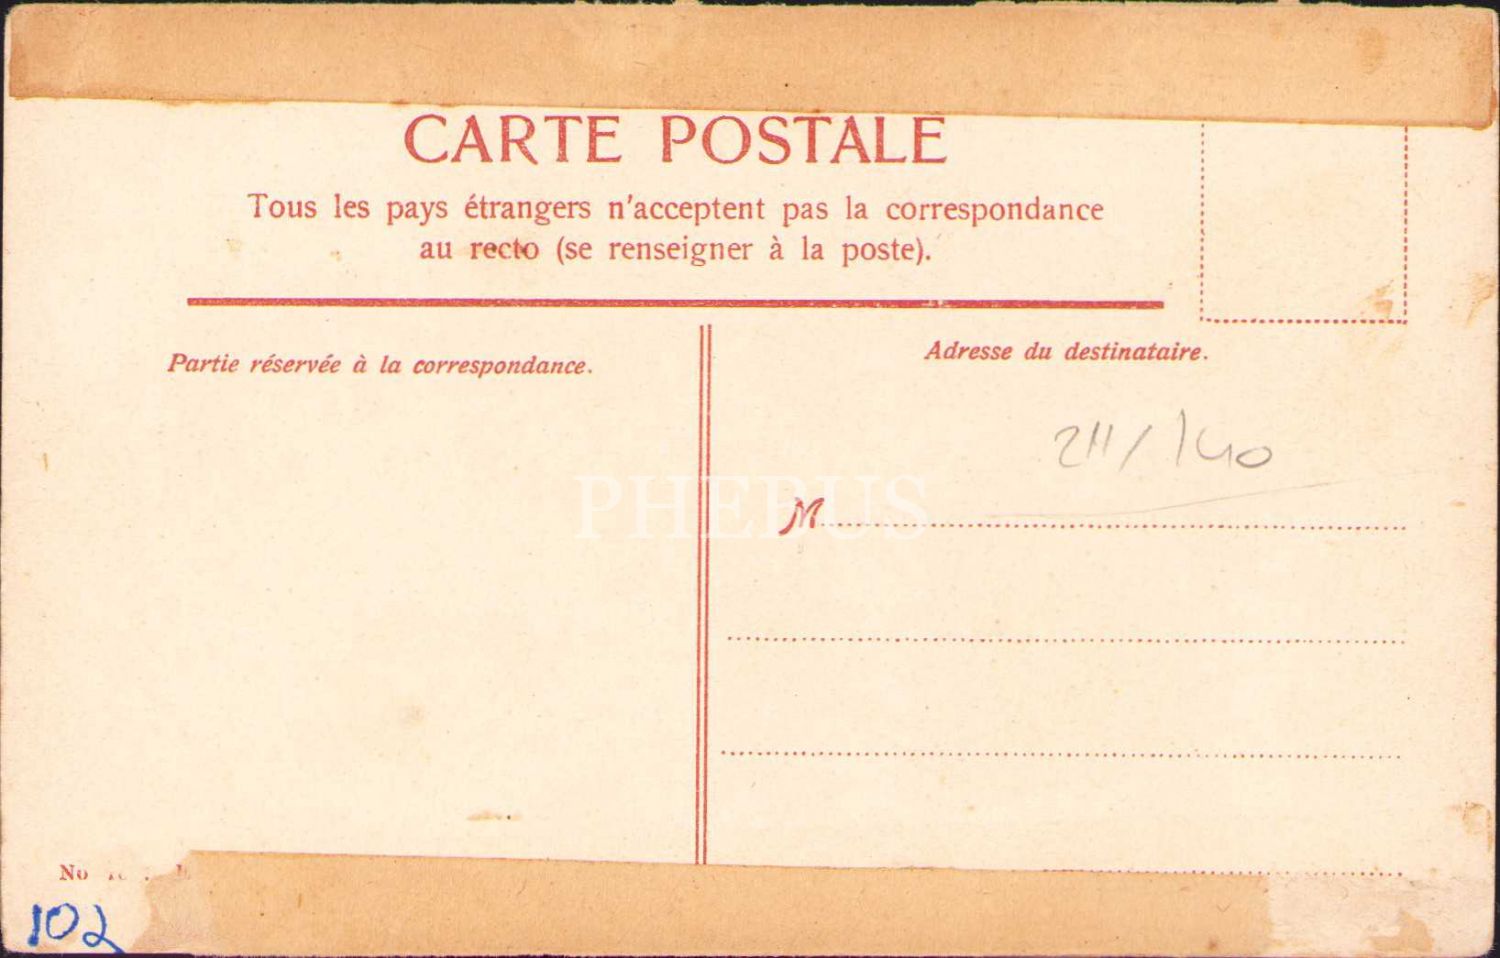 CARTE POSTALE
Tous les pays étrangers n'acceptent pas la correspondance
au recto (se renseigner à la poste).
Partie réservée à la correspondance.
Adresse du destinataire.
211/140
PHEBUS
M
No
102